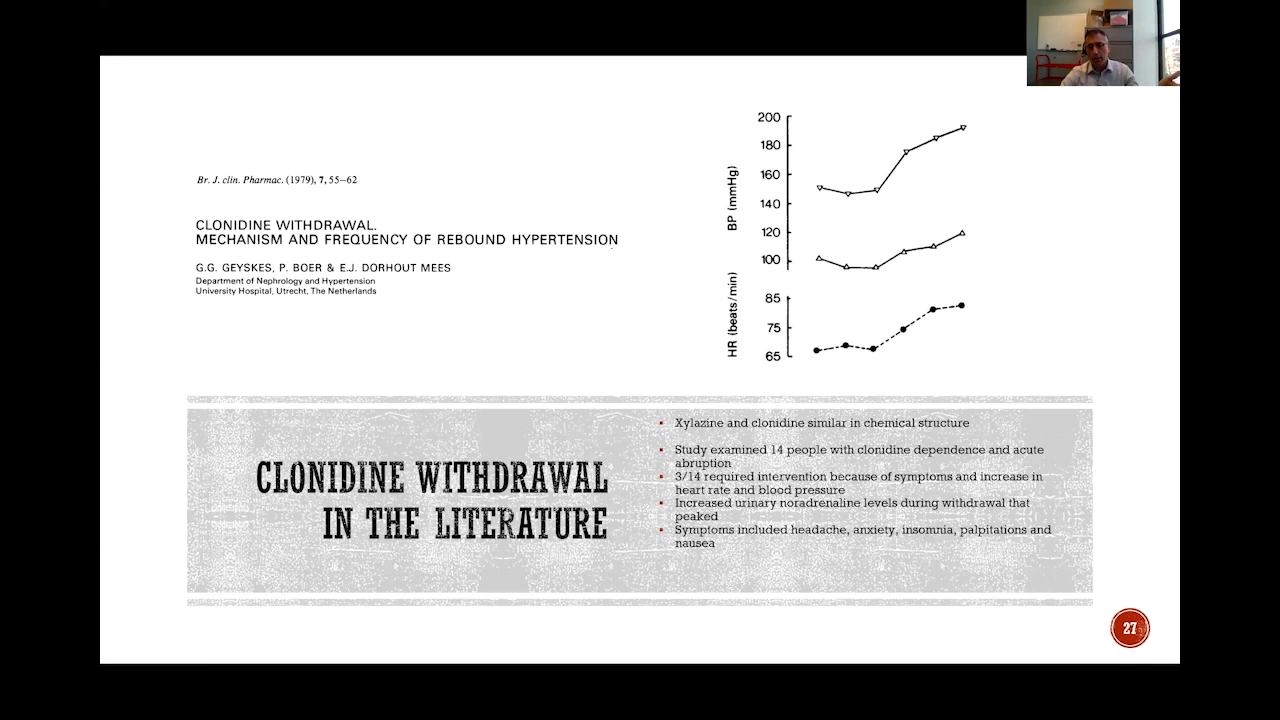 Br. J. clin. Pharmac. (1979), 7, 55–62
CLONIDINE WITHDRAWAL.
MECHANISM AND FREQUENCY OF REBOUND HYPERTENSION
G.G. GEYSKES, P. BOER & E.J. DORHOUT MEES
Department of Nephrology and Hypertension
University Hospital, Utrecht, The Netherlands
BP (mmHg)
200
180
160
140
120
100
HR (beats/min)
85
75
65
CLONIDINE WITHDRAWAL
IN THE LITERATURE
▪ Xylazine and clonidine similar in chemical structure
▪ Study examined 14 people with clonidine dependence and acute
abruption
▪ 3/14 required intervention because of symptoms and increase in
heart rate and blood pressure
▪ Increased urinary noradrenaline levels during withdrawal that
peaked
▪ Symptoms included headache, anxiety, insomnia, palpitations and
nausea
27